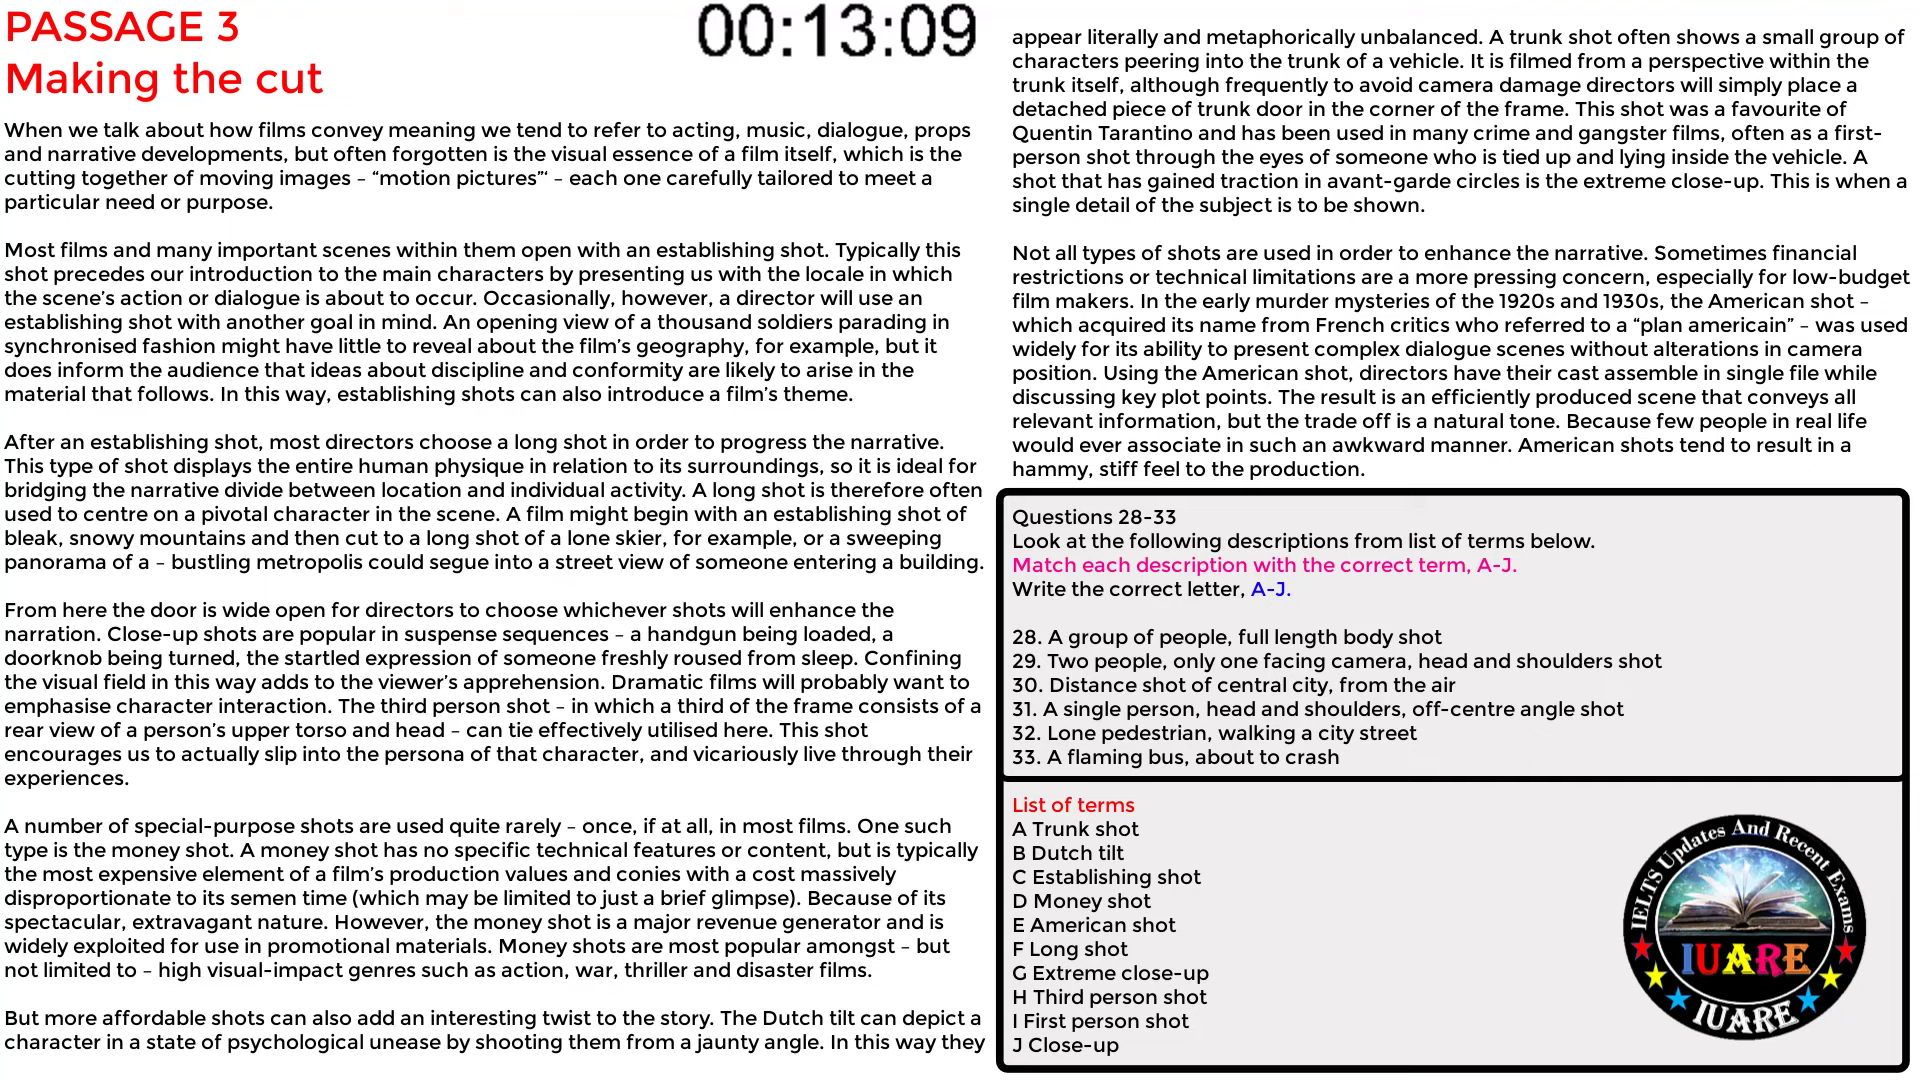 PASSAGE 3
Making the cut
00:13:09
When we talk about how films convey meaning we tend to refer to acting, music, dialogue, props
and narrative developments, but often forgotten is the visual essence of a film itself, which is the
cutting together of moving images – “motion pictures”‘ – each one carefully tailored to meet a
particular need or purpose.
Most films and many important scenes within them open with an establishing shot. Typically this
shot precedes our introduction to the main characters by presenting us with the locale in which
the scene’s action or dialogue is about to occur. Occasionally, however, a director will use an
establishing shot with another goal in mind. An opening view of a thousand soldiers parading in
synchronised fashion might have little to reveal about the film’s geography, for example, but it
does inform the audience that ideas about discipline and conformity are likely to arise in the
material that follows. In this way, establishing shots can also introduce a film’s theme.
After an establishing shot, most directors choose a long shot in order to progress the narrative.
This type of shot displays the entire human physique in relation to its surroundings, so it is ideal for
bridging the narrative divide between location and individual activity. A long shot is therefore often
used to centre on a pivotal character in the scene. A film might begin with an establishing shot of
bleak, snowy mountains and then cut to a long shot of a lone skier, for example, or a sweeping
panorama of a – bustling metropolis could segue into a street view of someone entering a building.
From here the door is wide open for directors to choose whichever shots will enhance the
narration. Close-up shots are popular in suspense sequences – a handgun being loaded, a
doorknob being turned, the startled expression of someone freshly roused from sleep. Confining
the visual field in this way adds to the viewer’s apprehension. Dramatic films will probably want to
emphasise character interaction. The third person shot – in which a third of the frame consists of a
rear view of a person’s upper torso and head – can tie effectively utilised here. This shot
encourages us to actually slip into the persona of that character, and vicariously live through their
experiences.
A number of special-purpose shots are used quite rarely – once, if at all, in most films. One such
type is the money shot. A money shot has no specific technical features or content, but is typically
the most expensive element of a film’s production values and conies with a cost massively
disproportionate to its semen time (which may be limited to just a brief glimpse). Because of its
spectacular, extravagant nature. However, the money shot is a major revenue generator and is
widely exploited for use in promotional materials. Money shots are most popular amongst – but
not limited to – high visual-impact genres such as action, war, thriller and disaster films.
But more affordable shots can also add an interesting twist to the story. The Dutch tilt can depict a
character in a state of psychological unease by shooting them from a jaunty angle. In this way they
appear literally and metaphorically unbalanced. A trunk shot often shows a small group of
characters peering into the trunk of a vehicle. It is filmed from a perspective within the
trunk itself, although frequently to avoid camera damage directors will simply place a
detached piece of trunk door in the corner of the frame. This shot was a favourite of
Quentin Tarantino and has been used in many crime and gangster films, often as a first-
person shot through the eyes of someone who is tied up and lying inside the vehicle. A
shot that has gained traction in avant-garde circles is the extreme close-up. This is when a
single detail of the subject is to be shown.
Not all types of shots are used in order to enhance the narrative. Sometimes financial
restrictions or technical limitations are a more pressing concern, especially for low-budget
film makers. In the early murder mysteries of the 1920s and 1930s, the American shot –
which acquired its name from French critics who referred to a “plan americain” – was used
widely for its ability to present complex dialogue scenes without alterations in camera
position. Using the American shot, directors have their cast assemble in single file while
discussing key plot points. The result is an efficiently produced scene that conveys all
relevant information, but the trade off is a natural tone. Because few people in real life
would ever associate in such an awkward manner. American shots tend to result in a
hammy, stiff feel to the production.
Questions 28-33
Look at the following descriptions from list of terms below.
Match each description with the correct term, A-J.
Write the correct letter, A-J.
28. A group of people, full length body shot
29. Two people, only one facing camera, head and shoulders shot
30. Distance shot of central city, from the air
31. A single person, head and shoulders, off-centre angle shot
32. Lone pedestrian, walking a city street
33. A flaming bus, about to crash
List of terms
A Trunk shot
B Dutch tilt
C Establishing shot
D Money shot
E American shot
F Long shot
G Extreme close-up
H Third person shot
I First person shot
J Close-up
IELTS Updates And Recent Exams
IUARE
IUARE